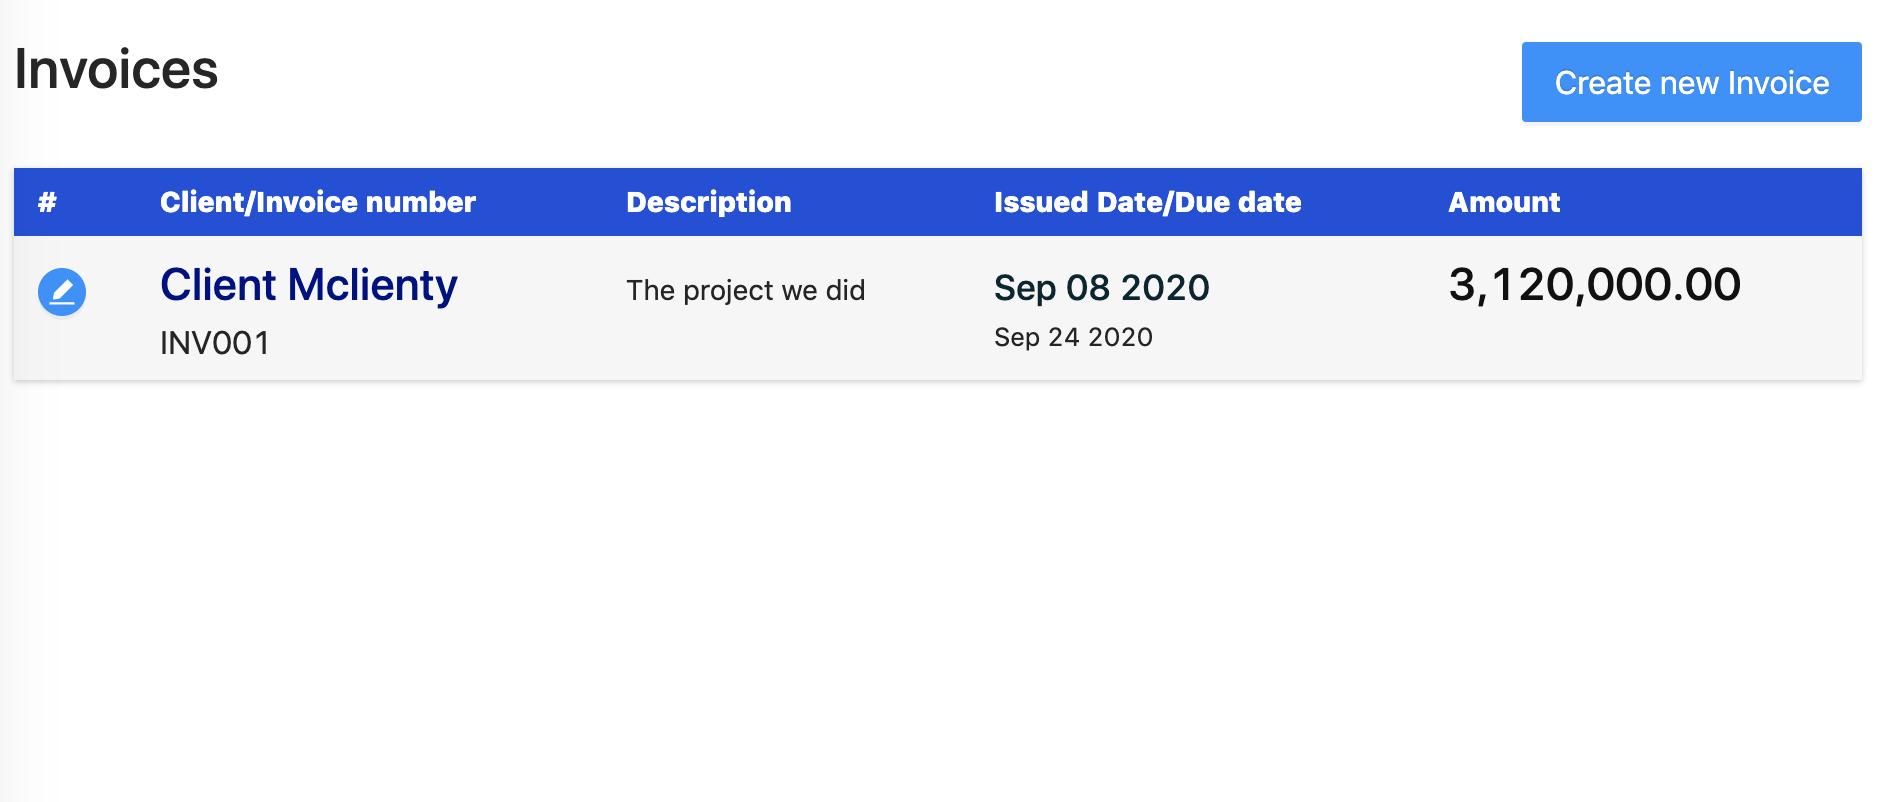 Invoices
Create new Invoice
# Client/Invoice number Description Issued Date/Due date Amount
Client Mclienty The project we did Sep 08 2020 3,120,000.00
INV001 Sep 24 2020